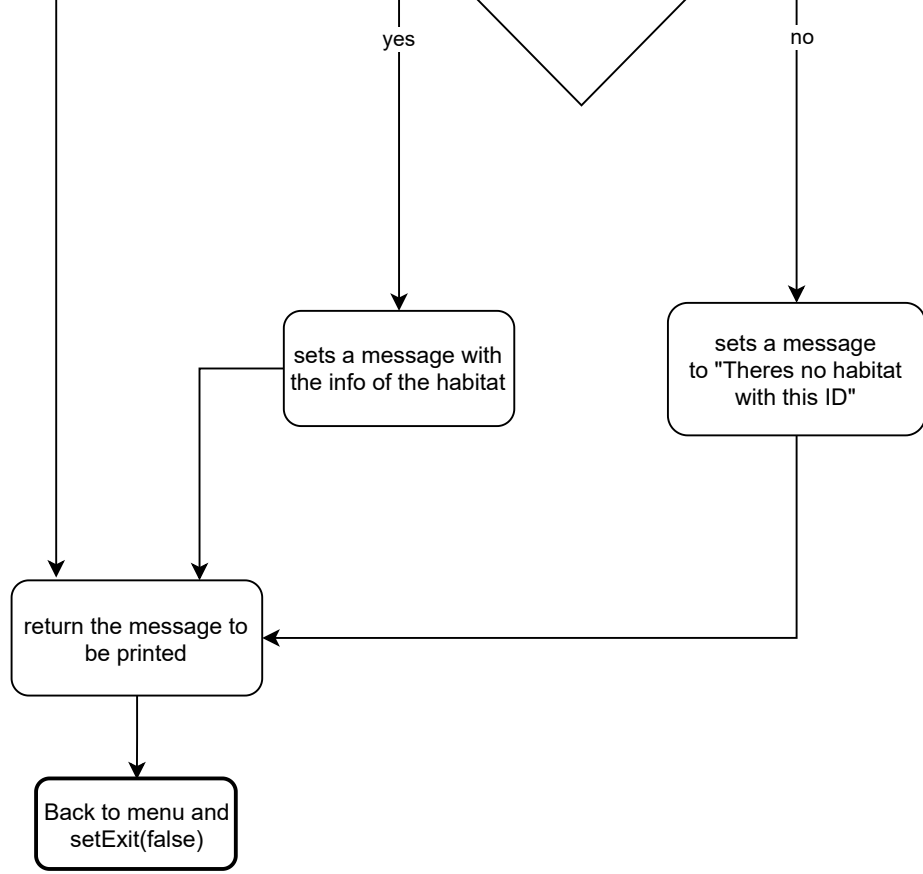 yes
no
sets a message with
the info of the habitat
sets a message
to "Theres no habitat
with this ID"
return the message to
be printed
Back to menu and
setExit(false)